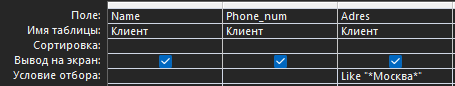 Поле: Name Phone_num Adres
Имя таблицы: Клиент Клиент Клиент
Сортировка:
Вывод на экран:
Условие отбора: Like "*Москва*"